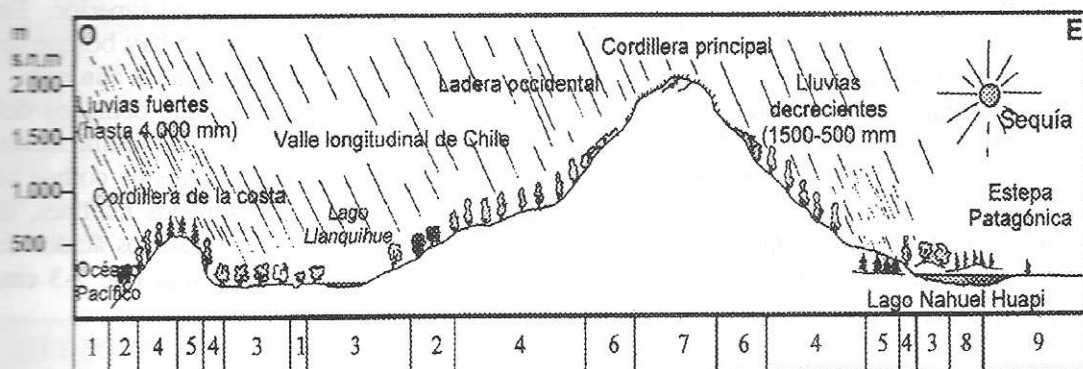 m
s.n.m
2.000
1.500
1.000
500
O
E
Lluvias fuertes
(hasta 4.000 mm)
Cordillera de la costa
Océano
Pacífico
Valle longitudinal de Chile
Lago
Llanquihue
Ladera occidental
Cordillera principal
Lluvias
decrecientes
(1500-500 mm
Sequía
Estepa
Patagónica
Lago Nahuel Huapi
1 2 4 5 4 3 1 3 2 4 6 7 6 4 5 4 3 8 9